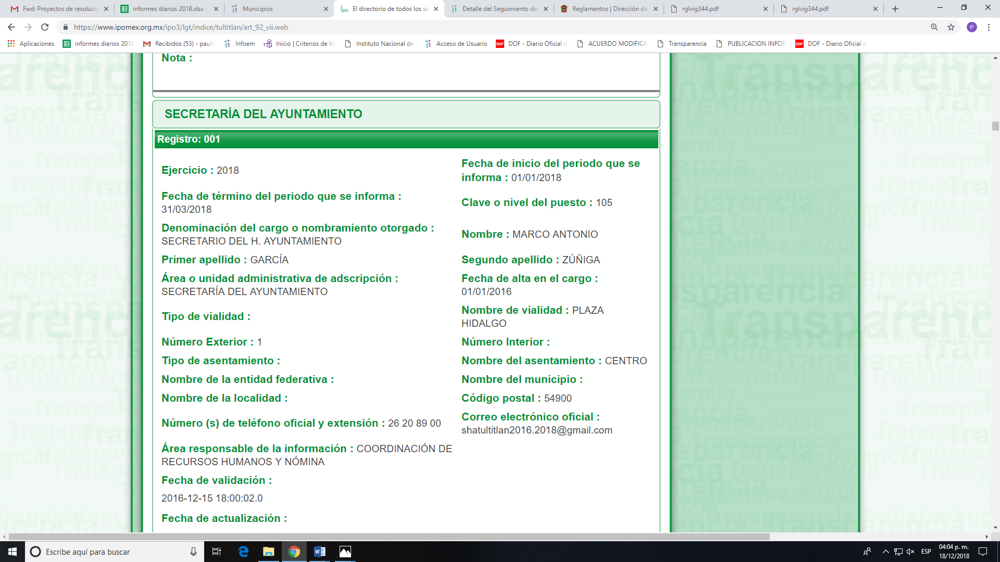 Fwd: Proyectos de resolució
informes diarios 2018.xlsx -
Municipios
El directorio de todos los se
Detalle del Seguimiento de
Reglamentos | Dirección de
rglvig344.pdf
rglvig344.pdf
https://www.ipomex.org.mx/ipo3/lgt/indice/tultitlan/art_92_vii.web
P
Aplicaciones
informes diarios 2018
Recibidos (53) - pauli
Infoem
Inicio | Criterios de In
Instituto Nacional de
Acceso de Usuario
DOF - Diario Oficial d
ACUERDO MODIFICA
Transparencia
PUBLICACION INFOR
DOF - Diario Oficial d
Nota :
SECRETARÍA DEL AYUNTAMIENTO
Registro: 001
Ejercicio : 2018
Fecha de inicio del periodo que se
informa : 01/01/2018
Fecha de término del periodo que se informa :
31/03/2018
Clave o nivel del puesto : 105
Denominación del cargo o nombramiento otorgado :
SECRETARIO DEL H. AYUNTAMIENTO
Nombre : MARCO ANTONIO
Primer apellido : GARCÍA
Segundo apellido : ZÚÑIGA
Área o unidad administrativa de adscripción :
SECRETARÍA DEL AYUNTAMIENTO
Fecha de alta en el cargo :
01/01/2016
Tipo de vialidad :
Nombre de vialidad : PLAZA
HIDALGO
Número Exterior : 1
Número Interior :
Tipo de asentamiento :
Nombre del asentamiento : CENTRO
Nombre de la entidad federativa :
Nombre del municipio :
Nombre de la localidad :
Código postal : 54900
Número (s) de teléfono oficial y extensión : 26 20 89 00
Correo electrónico oficial :
shatultitlan2016.2018@gmail.com
Área responsable de la información : COORDINACIÓN DE
RECURSOS HUMANOS Y NÓMINA
Fecha de validación :
2016-12-15 18:00:02.0
Fecha de actualización :
Escribe aquí para buscar
ESP
04:04 p. m.
18/12/2018